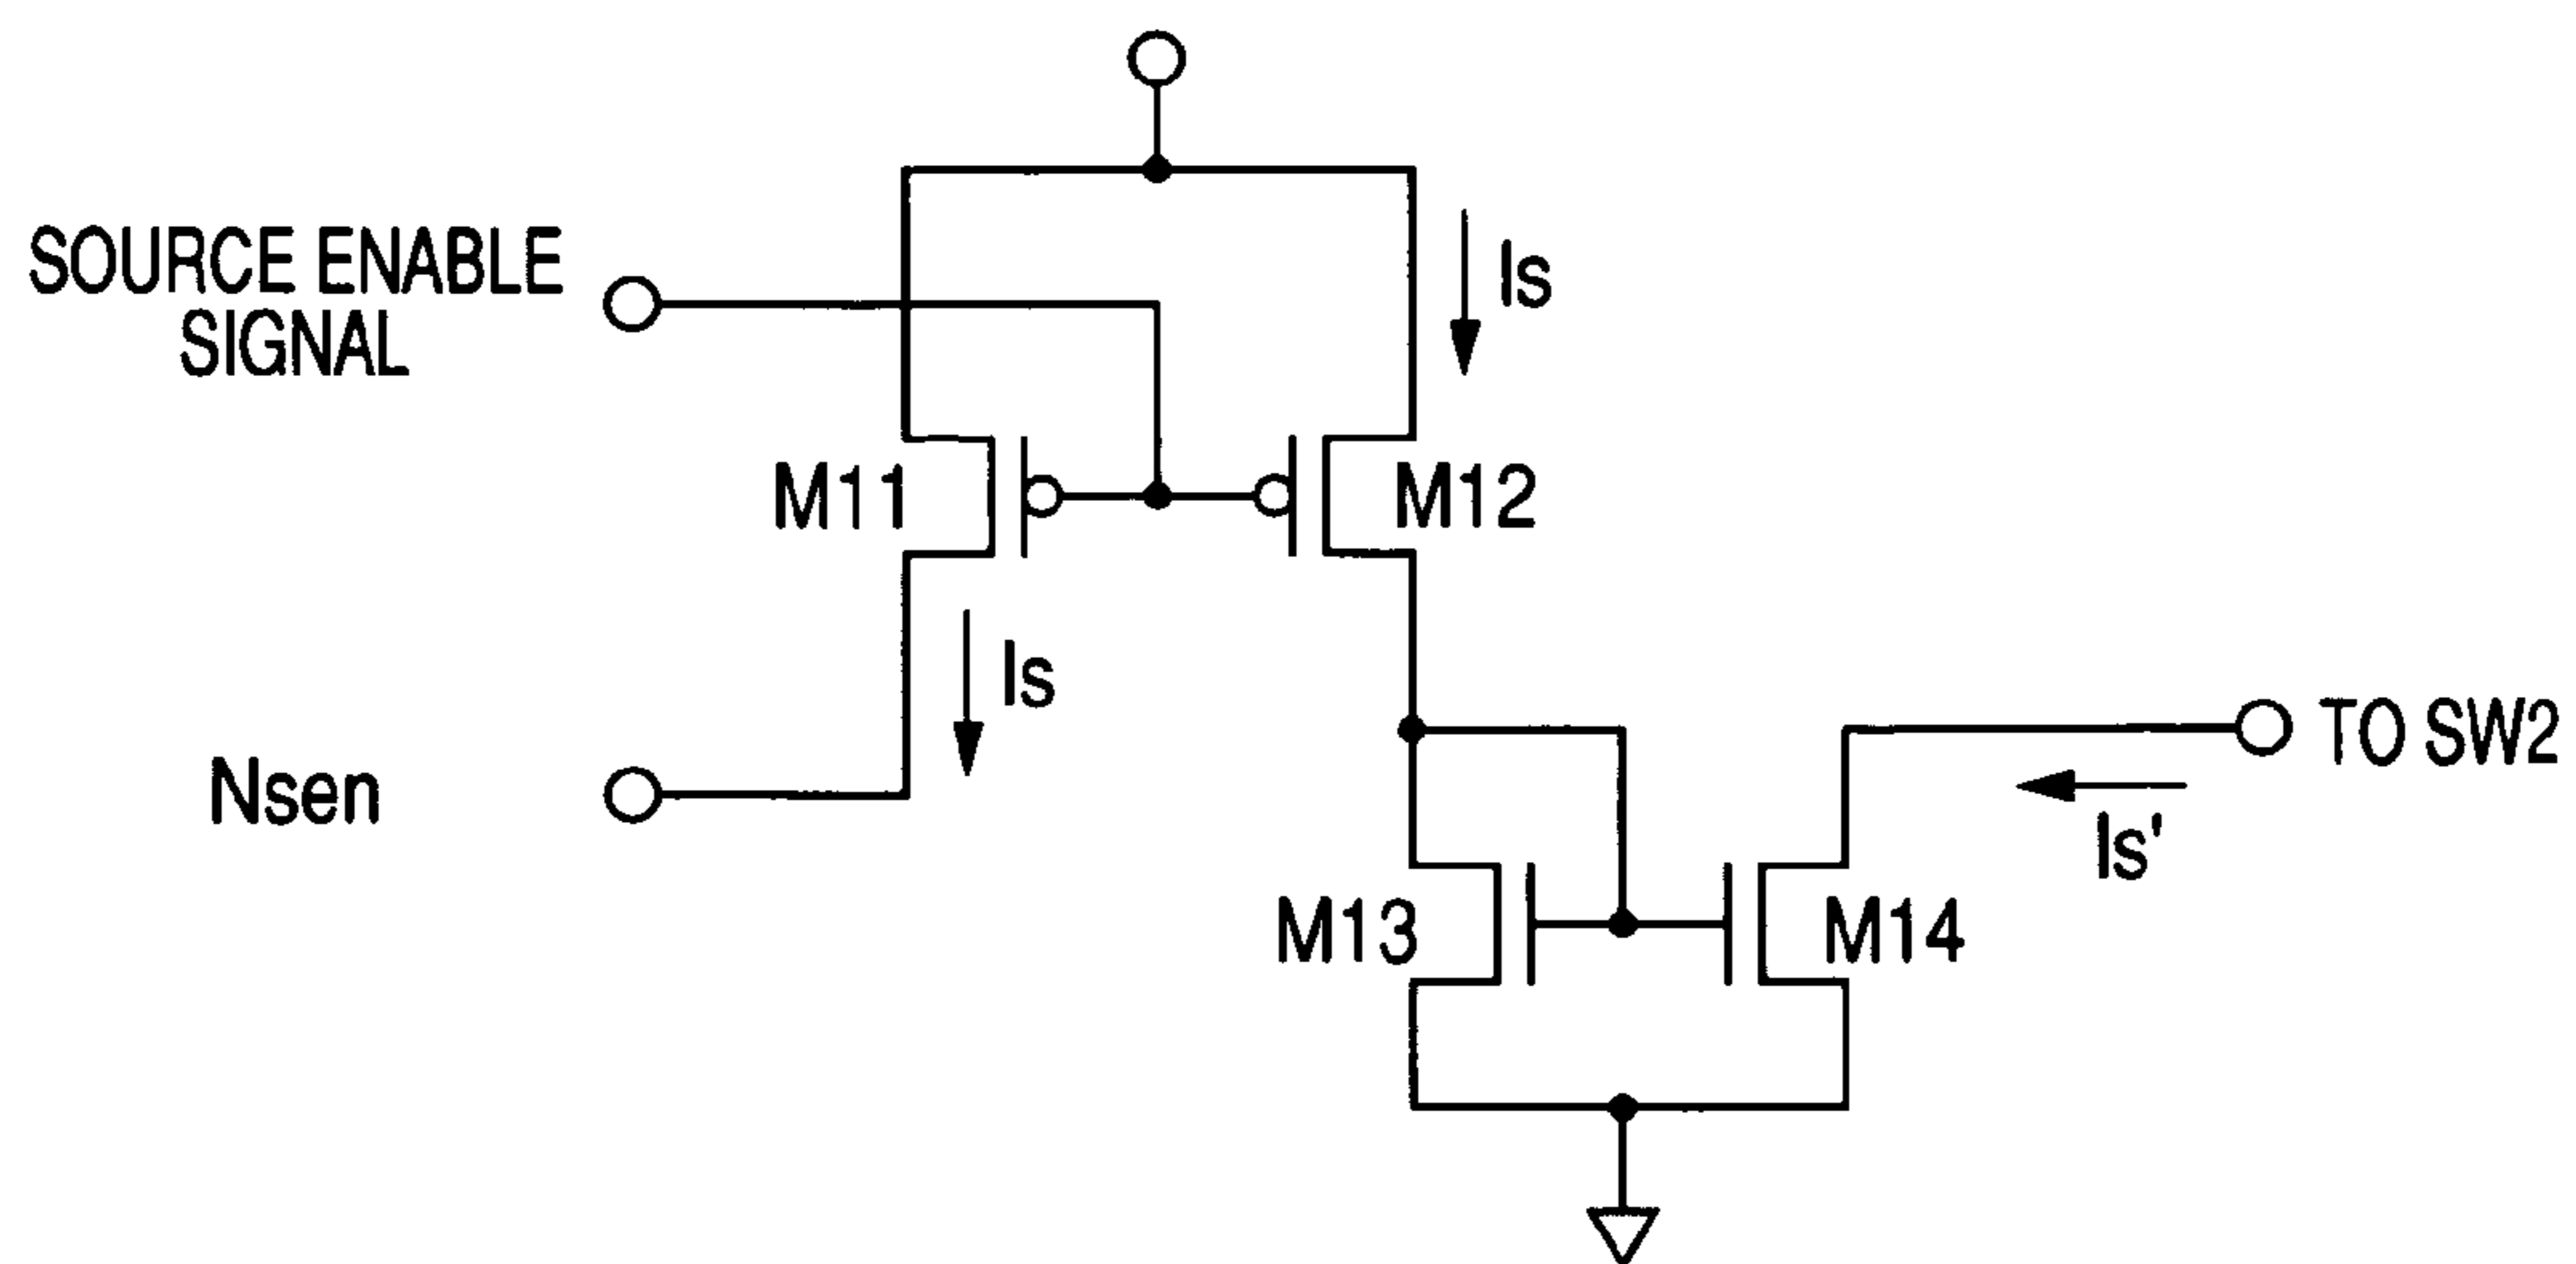 SOURCE ENABLE
SIGNAL
Is
M11
M12
Is
Nsen
TO SW2
Is'
M13
M14